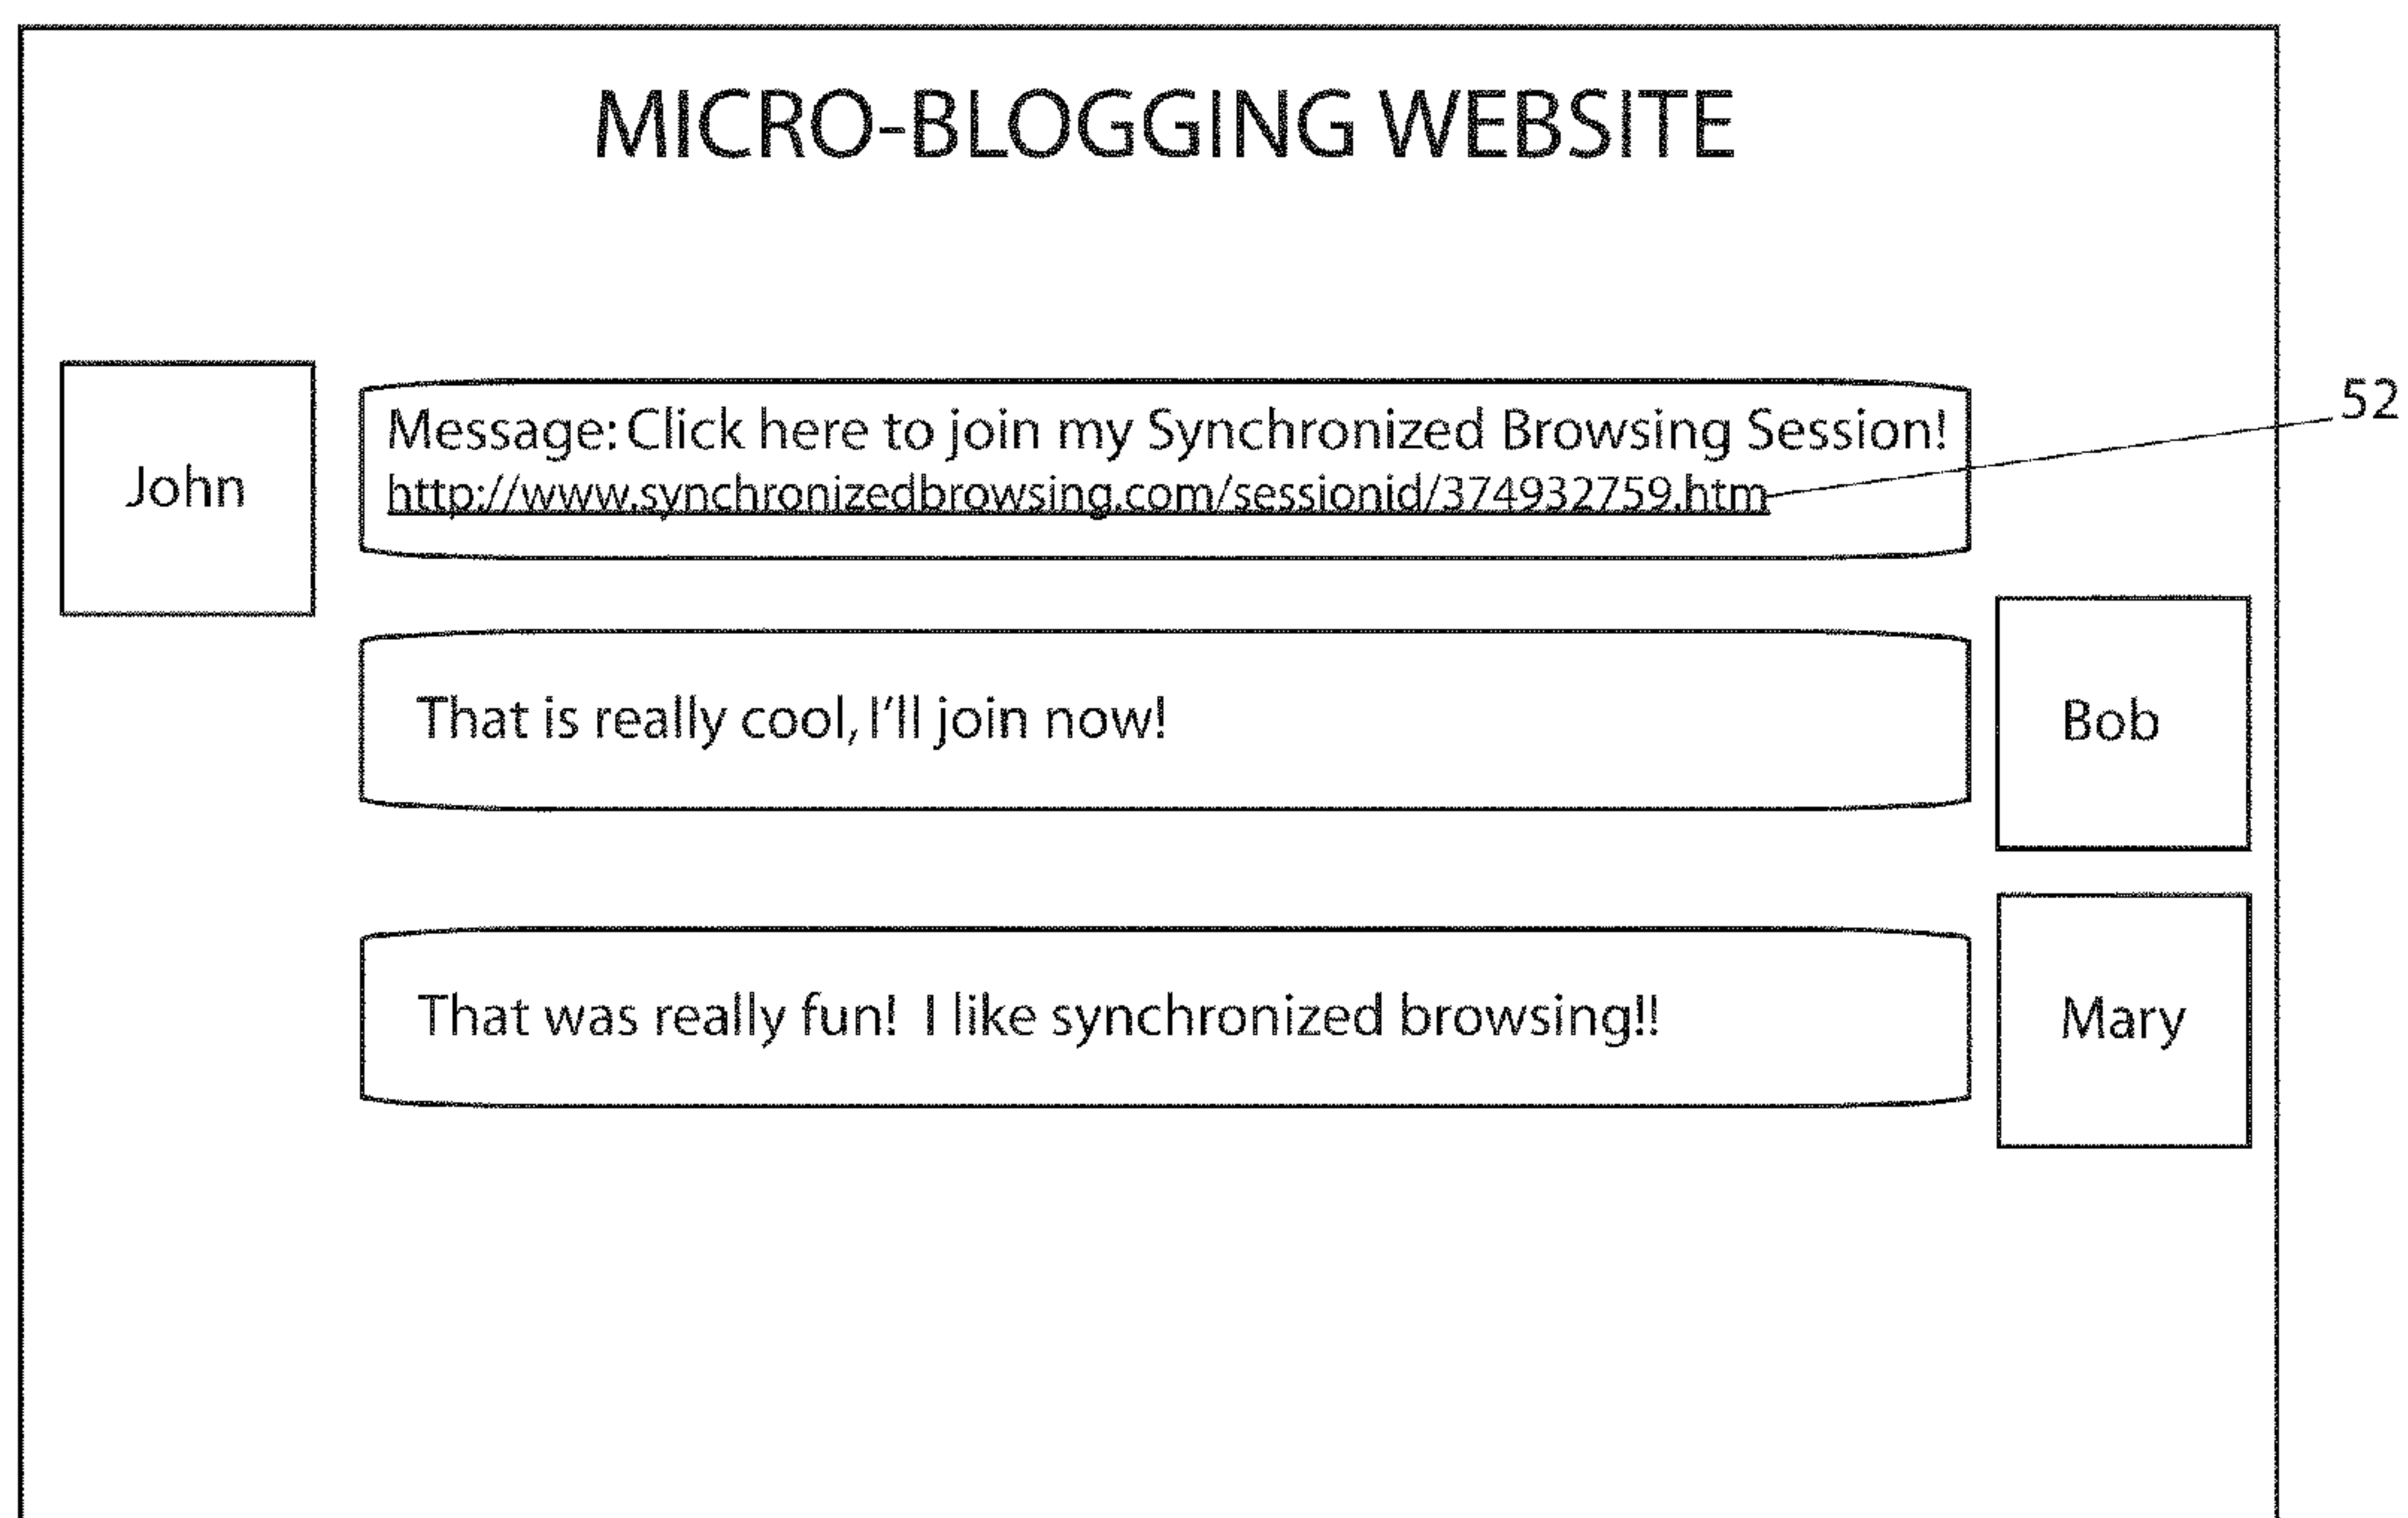 MICRO-BLOGGING WEBSITE
John
Message: Click here to join my Synchronized Browsing Session!
http://www.synchronizedbrowsing.com/sessionid/374932759.htm
52
That is really cool, I'll join now!
Bob
That was really fun! I like synchronized browsing!!
Mary